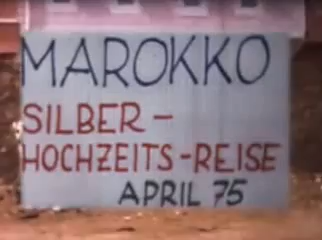 MAROKKO
SILBER -
HOCHZEITS - REISE
APRIL 75